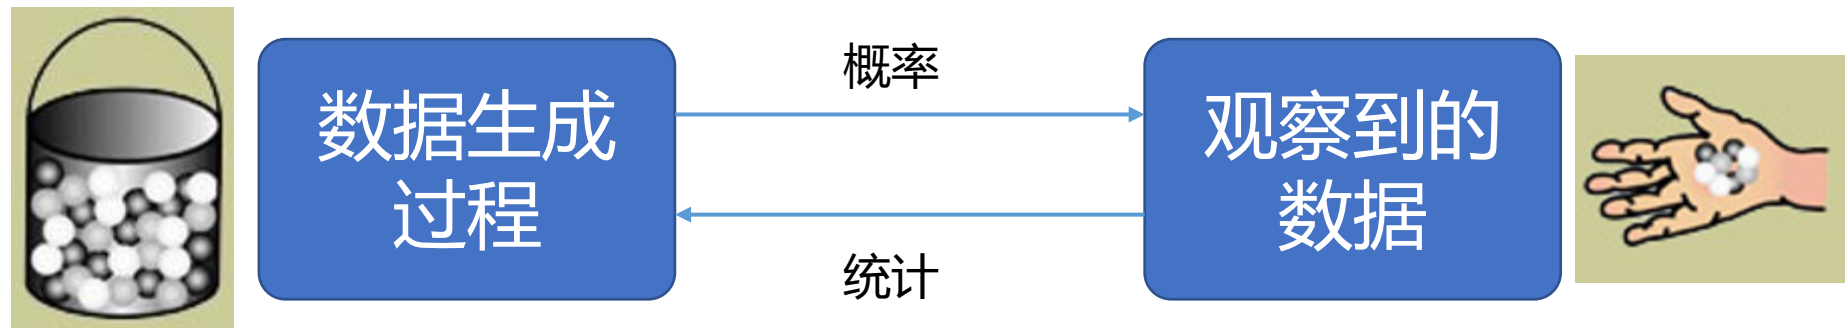 概率
数据生成
过程
观察到的
数据
统计